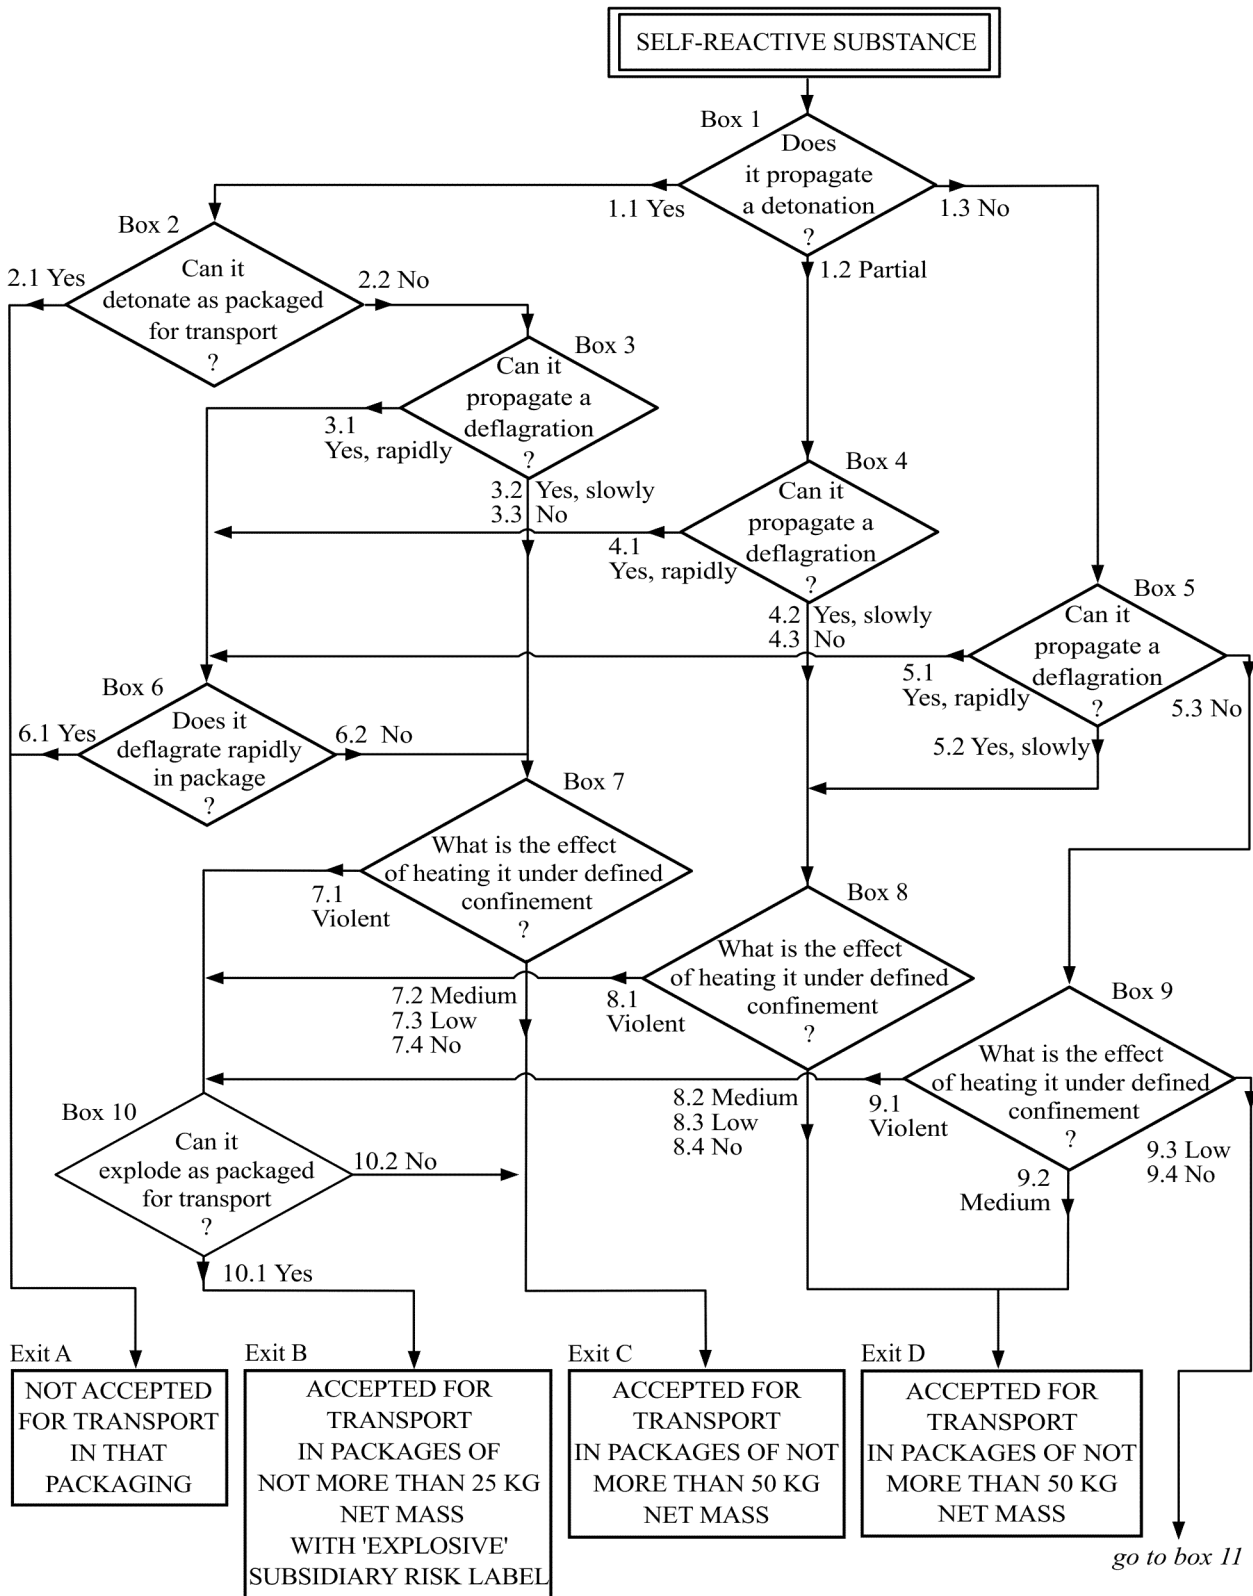 SELF-REACTIVE SUBSTANCE
Box 1
Does
it propagate
a detonation
?
1.1 Yes
1.3 No
1.2 Partial
Box 2
Can it
detonate as packaged
for transport
?
2.1 Yes
2.2 No
Box 3
Can it
propagate a
deflagration
?
3.1
Yes, rapidly
3.2 Yes, slowly
3.3 No
Box 4
Can it
propagate a
deflagration
?
4.1
Yes, rapidly
4.2 Yes, slowly
4.3 No
Box 5
Can it
propagate a
deflagration
?
5.1
Yes, rapidly
5.3 No
5.2 Yes, slowly
Box 6
Does it
deflagrate rapidly
in package
?
6.1 Yes
6.2 No
Box 7
What is the effect
of heating it under defined
confinement
?
7.1
Violent
7.2 Medium
7.3 Low
7.4 No
Box 8
What is the effect
of heating it under defined
confinement
?
8.1
Violent
8.2 Medium
8.3 Low
8.4 No
Box 9
What is the effect
of heating it under defined
confinement
?
9.1
Violent
9.2
Medium
9.3 Low
9.4 No
Box 10
Can it
explode as packaged
for transport
?
10.2 No
10.1 Yes
Exit A
NOT ACCEPTED
FOR TRANSPORT
IN THAT
PACKAGING
Exit B
ACCEPTED FOR
TRANSPORT
IN PACKAGES OF
NOT MORE THAN 25 KG
NET MASS
WITH 'EXPLOSIVE'
SUBSIDIARY RISK LABEL
Exit C
ACCEPTED FOR
TRANSPORT
IN PACKAGES OF NOT
MORE THAN 50 KG
NET MASS
Exit D
ACCEPTED FOR
TRANSPORT
IN PACKAGES OF NOT
MORE THAN 50 KG
NET MASS
go to box 11